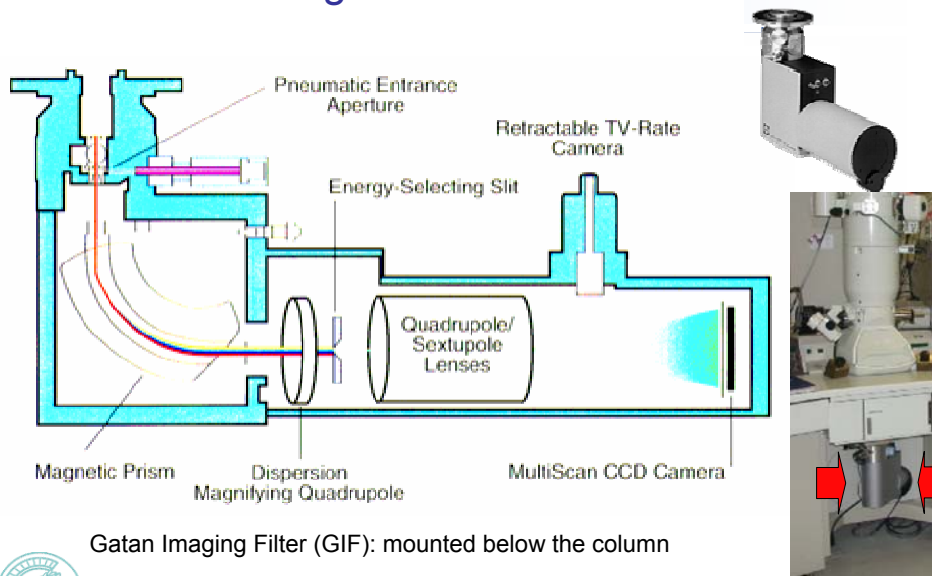 Pneumatic Entrance
Aperture
Retractable TV-Rate
Camera
Energy-Selecting Slit
Quadrupole/
Sextupole
Lenses
Magnetic Prism
Dispersion
Magnifying Quadrupole
MultiScan CCD Camera
Gatan Imaging Filter (GIF): mounted below the column